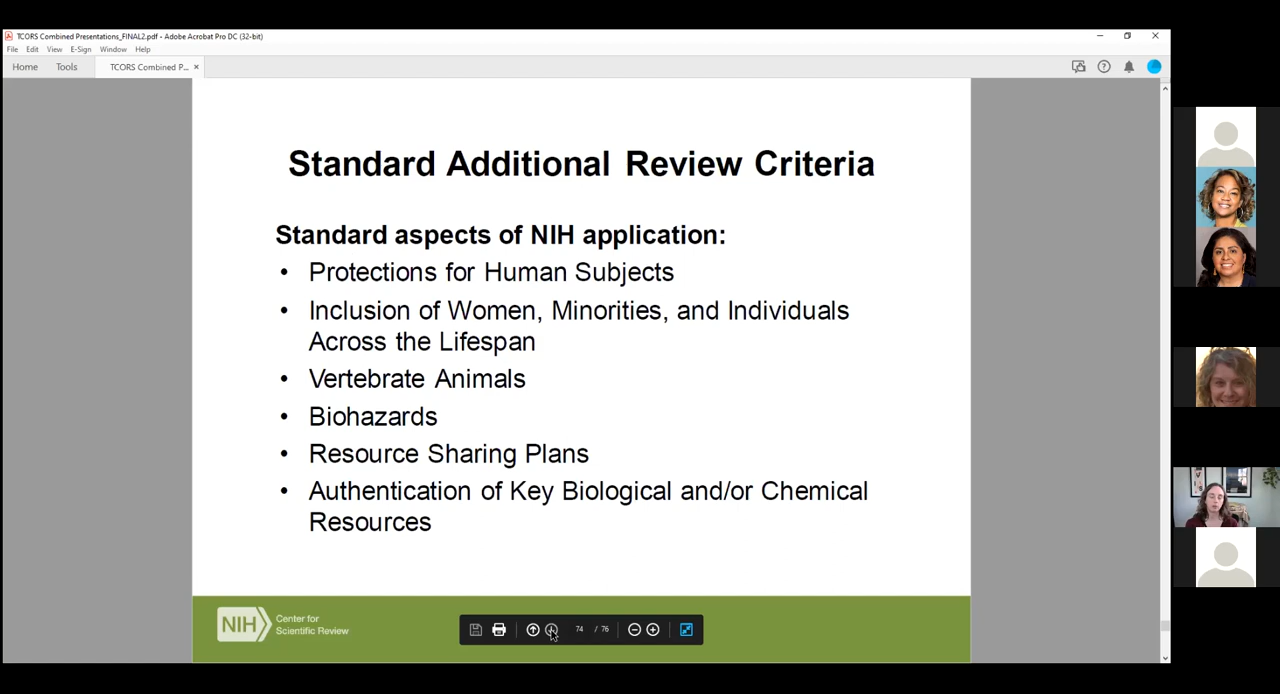 TCORS Combined Presentations_FINAL2.pdf - Adobe Acrobat Pro DC (32-bit)
File Edit View E-Sign Window Help
Home Tools TCORS Combined P... ×
Standard Additional Review Criteria
Standard aspects of NIH application:
• Protections for Human Subjects
• Inclusion of Women, Minorities, and Individuals
Across the Lifespan
• Vertebrate Animals
• Biohazards
• Resource Sharing Plans
• Authentication of Key Biological and/or Chemical
Resources
NIH
Center for
Scientific Review
74 / 76